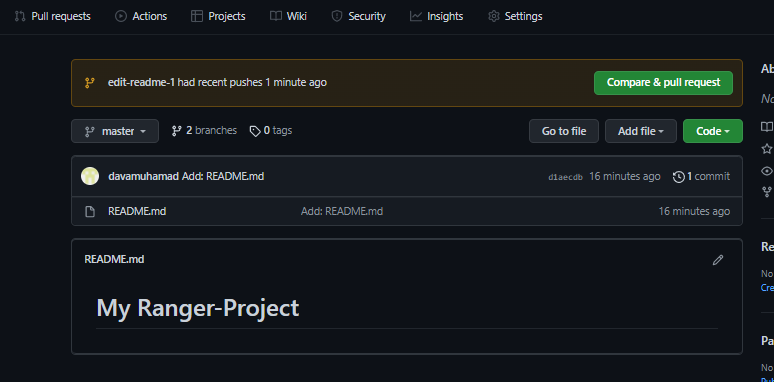 Pull requests Actions Projects Wiki Security Insights Settings
edit-readme-1 had recent pushes 1 minute ago Compare & pull request
master 2 branches 0 tags Go to file Add file Code
davamuhamad Add: README.md d1aecdb 16 minutes ago 1 commit
README.md Add: README.md 16 minutes ago
README.md
My Ranger-Project
Ab
No
Re
No
Cre
Pa
No